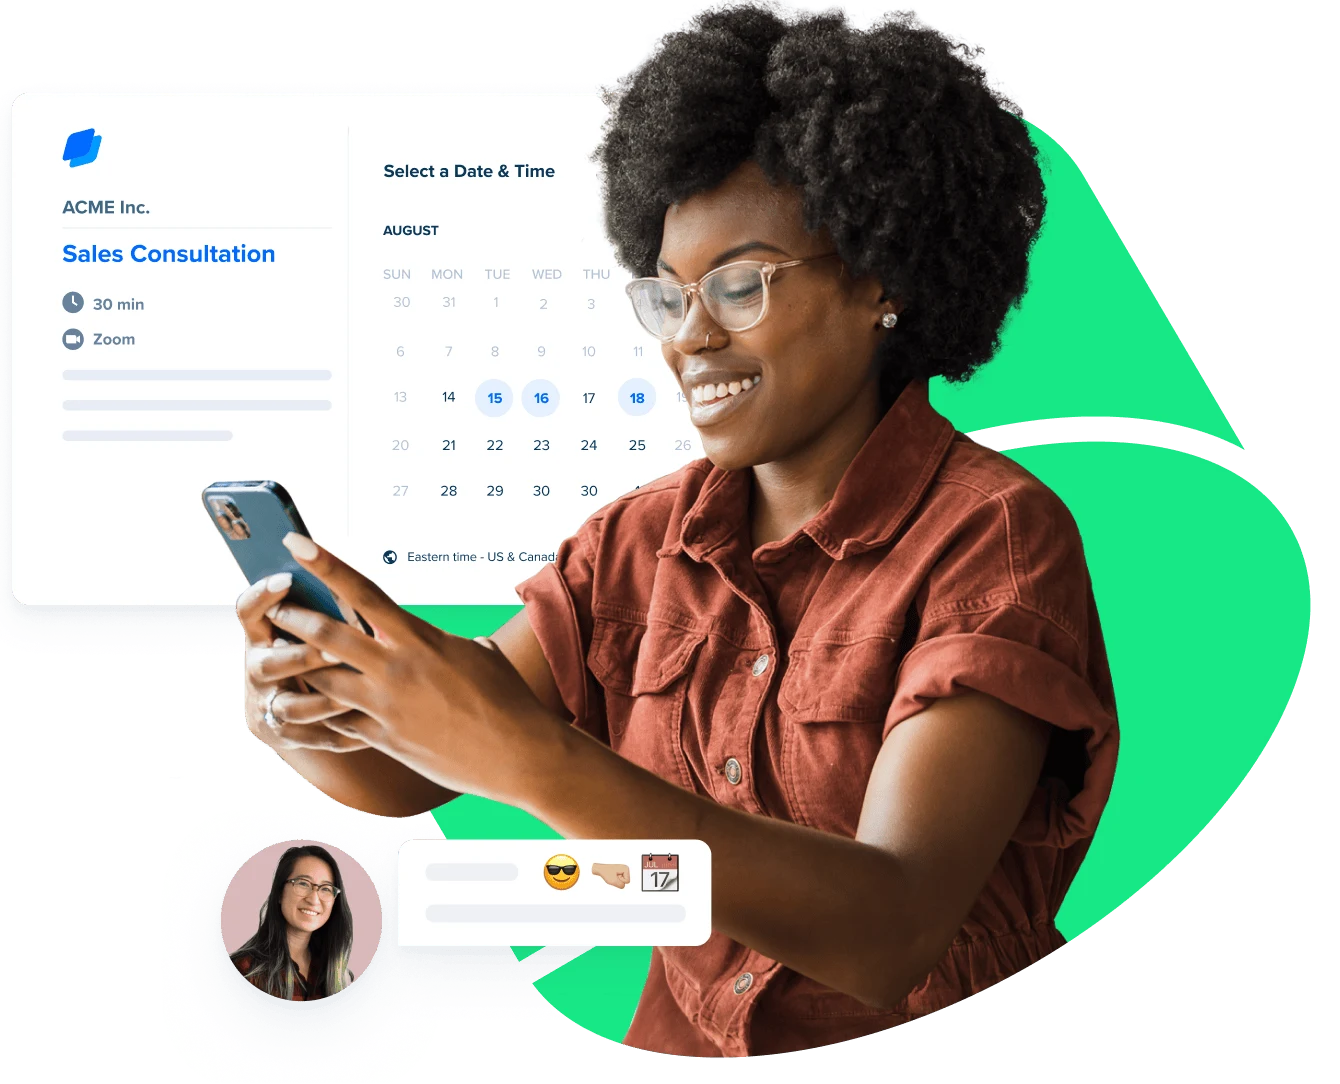 ACME Inc.
Sales Consultation
30 min
Zoom
Select a Date & Time
AUGUST
SUN MON TUE WED THU
30 31 1 2 3
6 7 8 9 10 11
13 14 15 16 17 18
20 21 22 23 24 25 26
27 28 29 30 30
Eastern time - US & Canada
JUL
17